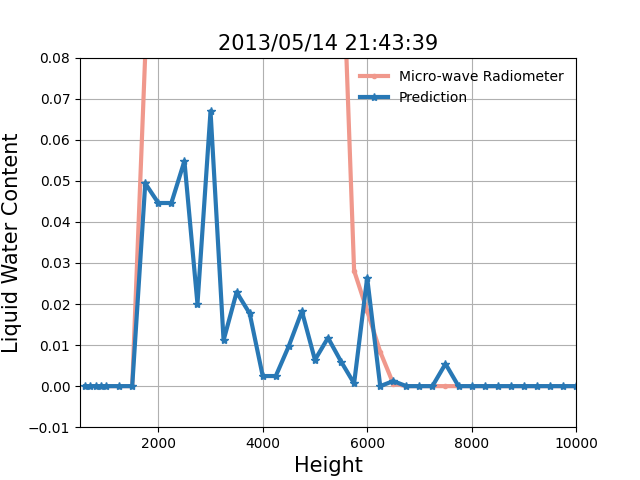 2013/05/14 21:43:39
Micro-wave Radiometer
Prediction
Liquid Water Content
0.08
0.07
0.06
0.05
0.04
0.03
0.02
0.01
0.00
−0.01
2000 4000 6000 8000 10000
Height